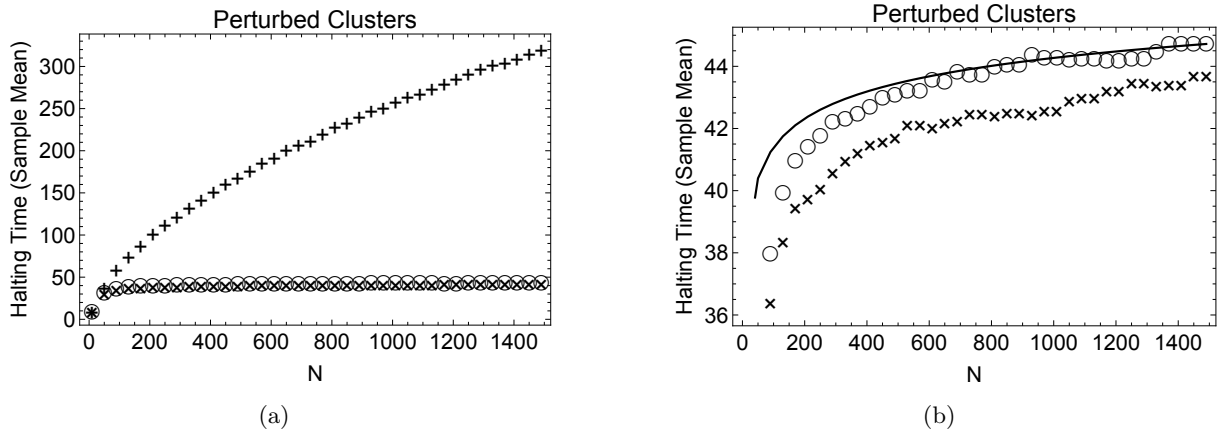 Perturbed Clusters
Halting Time (Sample Mean)
300
250
200
150
100
50
0
0 200 400 600 800 1000 1200 1400
N
(a)
Perturbed Clusters
Halting Time (Sample Mean)
44
42
40
38
36
0 200 400 600 800 1000 1200 1400
N
(b)